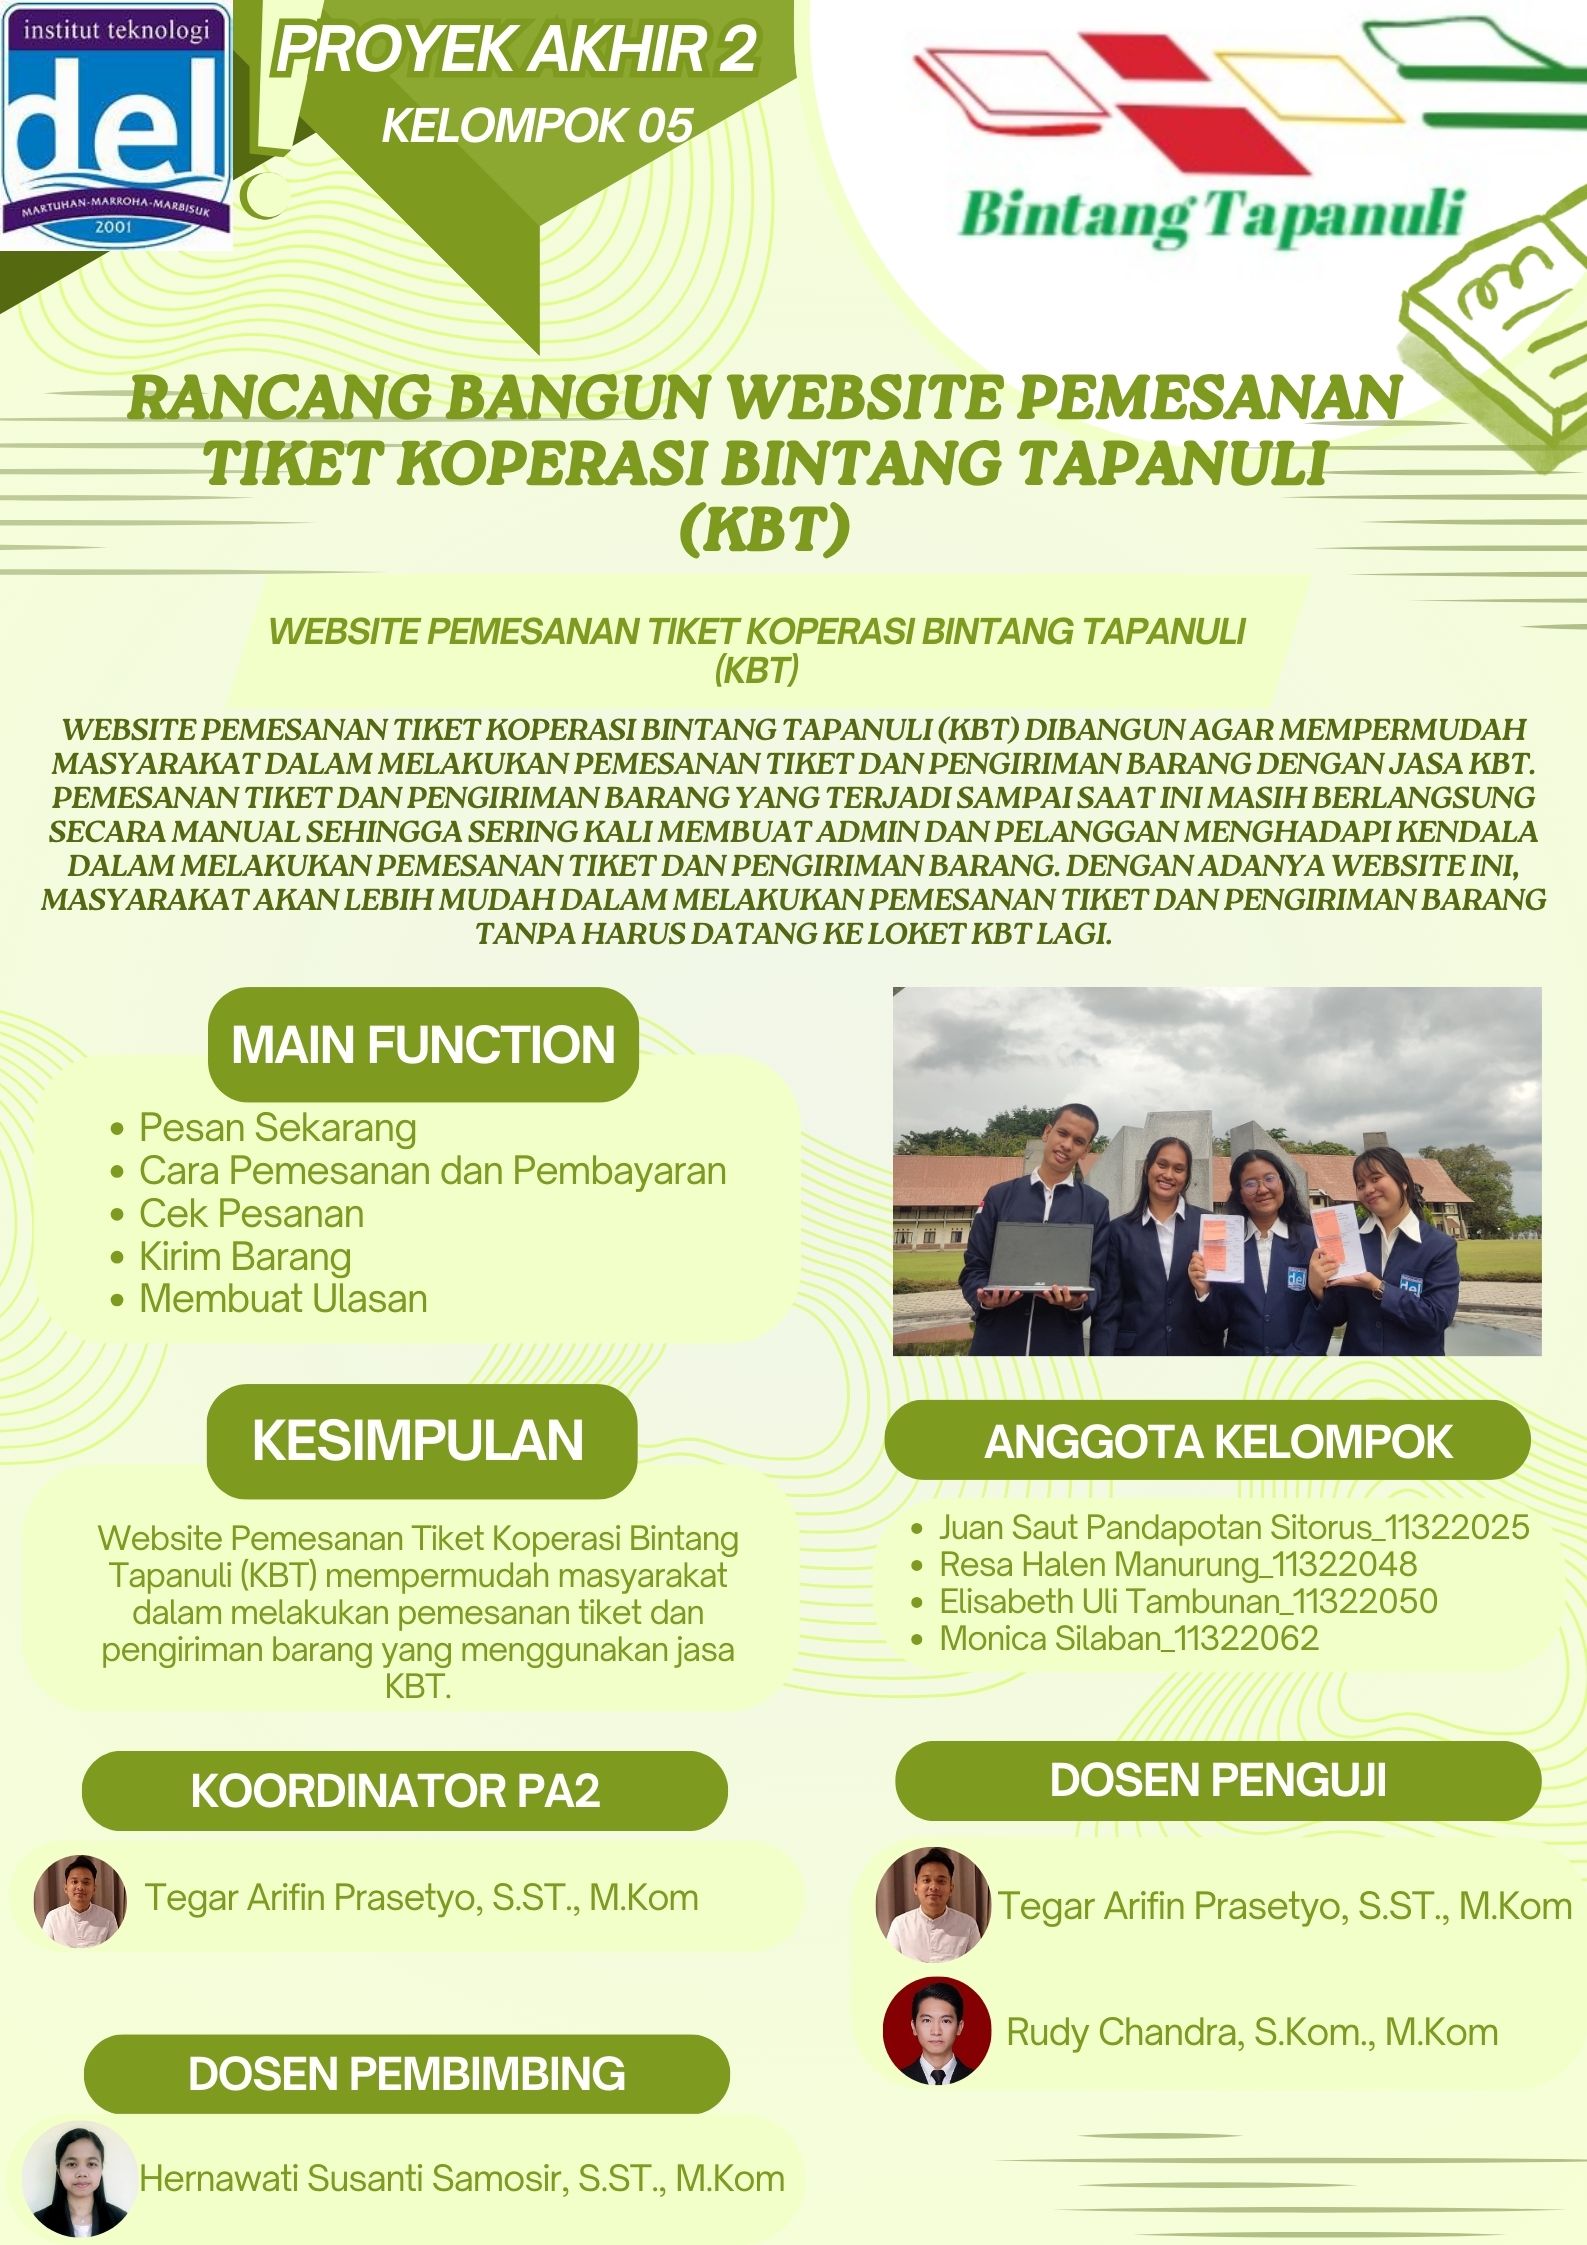 institut teknologi
del
MARTUHAN-MARROHA-MARBISUK
2001
PROYEK AKHIR 2
KELOMPOK 05
Bintang Tapanuli
RANCANG BANGUN WEBSITE PEMESANAN
TIKET KOPERASI BINTANG TAPANULI
(KBT)
WEBSITE PEMESANAN TIKET KOPERASI BINTANG TAPANULI
(KBT)
WEBSITE PEMESANAN TIKET KOPERASI BINTANG TAPANULI (KBT) DIBANGUN AGAR MEMPERMUDAH
MASYARAKAT DALAM MELAKUKAN PEMESANAN TIKET DAN PENGIRIMAN BARANG DENGAN JASA KBT.
PEMESANAN TIKET DAN PENGIRIMAN BARANG YANG TERJADI SAMPAI SAAT INI MASIH BERLANGSUNG
SECARA MANUAL SEHINGGA SERING KALI MEMBUAT ADMIN DAN PELANGGAN MENGHADAPI KENDALA
DALAM MELAKUKAN PEMESANAN TIKET DAN PENGIRIMAN BARANG. DENGAN ADANYA WEBSITE INI,
MASYARAKAT AKAN LEBIH MUDAH DALAM MELAKUKAN PEMESANAN TIKET DAN PENGIRIMAN BARANG
TANPA HARUS DATANG KE LOKET KBT LAGI.
MAIN FUNCTION
• Pesan Sekarang
• Cara Pemesanan dan Pembayaran
• Cek Pesanan
• Kirim Barang
• Membuat Ulasan
del
del
KESIMPULAN
Website Pemesanan Tiket Koperasi Bintang
Tapanuli (KBT) mempermudah masyarakat
dalam melakukan pemesanan tiket dan
pengiriman barang yang menggunakan jasa
KBT.
ANGGOTA KELOMPOK
• Juan Saut Pandapotan Sitorus_11322025
• Resa Halen Manurung_11322048
• Elisabeth Uli Tambunan_11322050
• Monica Silaban_11322062
KOORDINATOR PA2
Tegar Arifin Prasetyo, S.ST., M.Kom
DOSEN PENGUJI
Tegar Arifin Prasetyo, S.ST., M.Kom
Rudy Chandra, S.Kom., M.Kom
DOSEN PEMBIMBING
Hernawati Susanti Samosir, S.ST., M.Kom